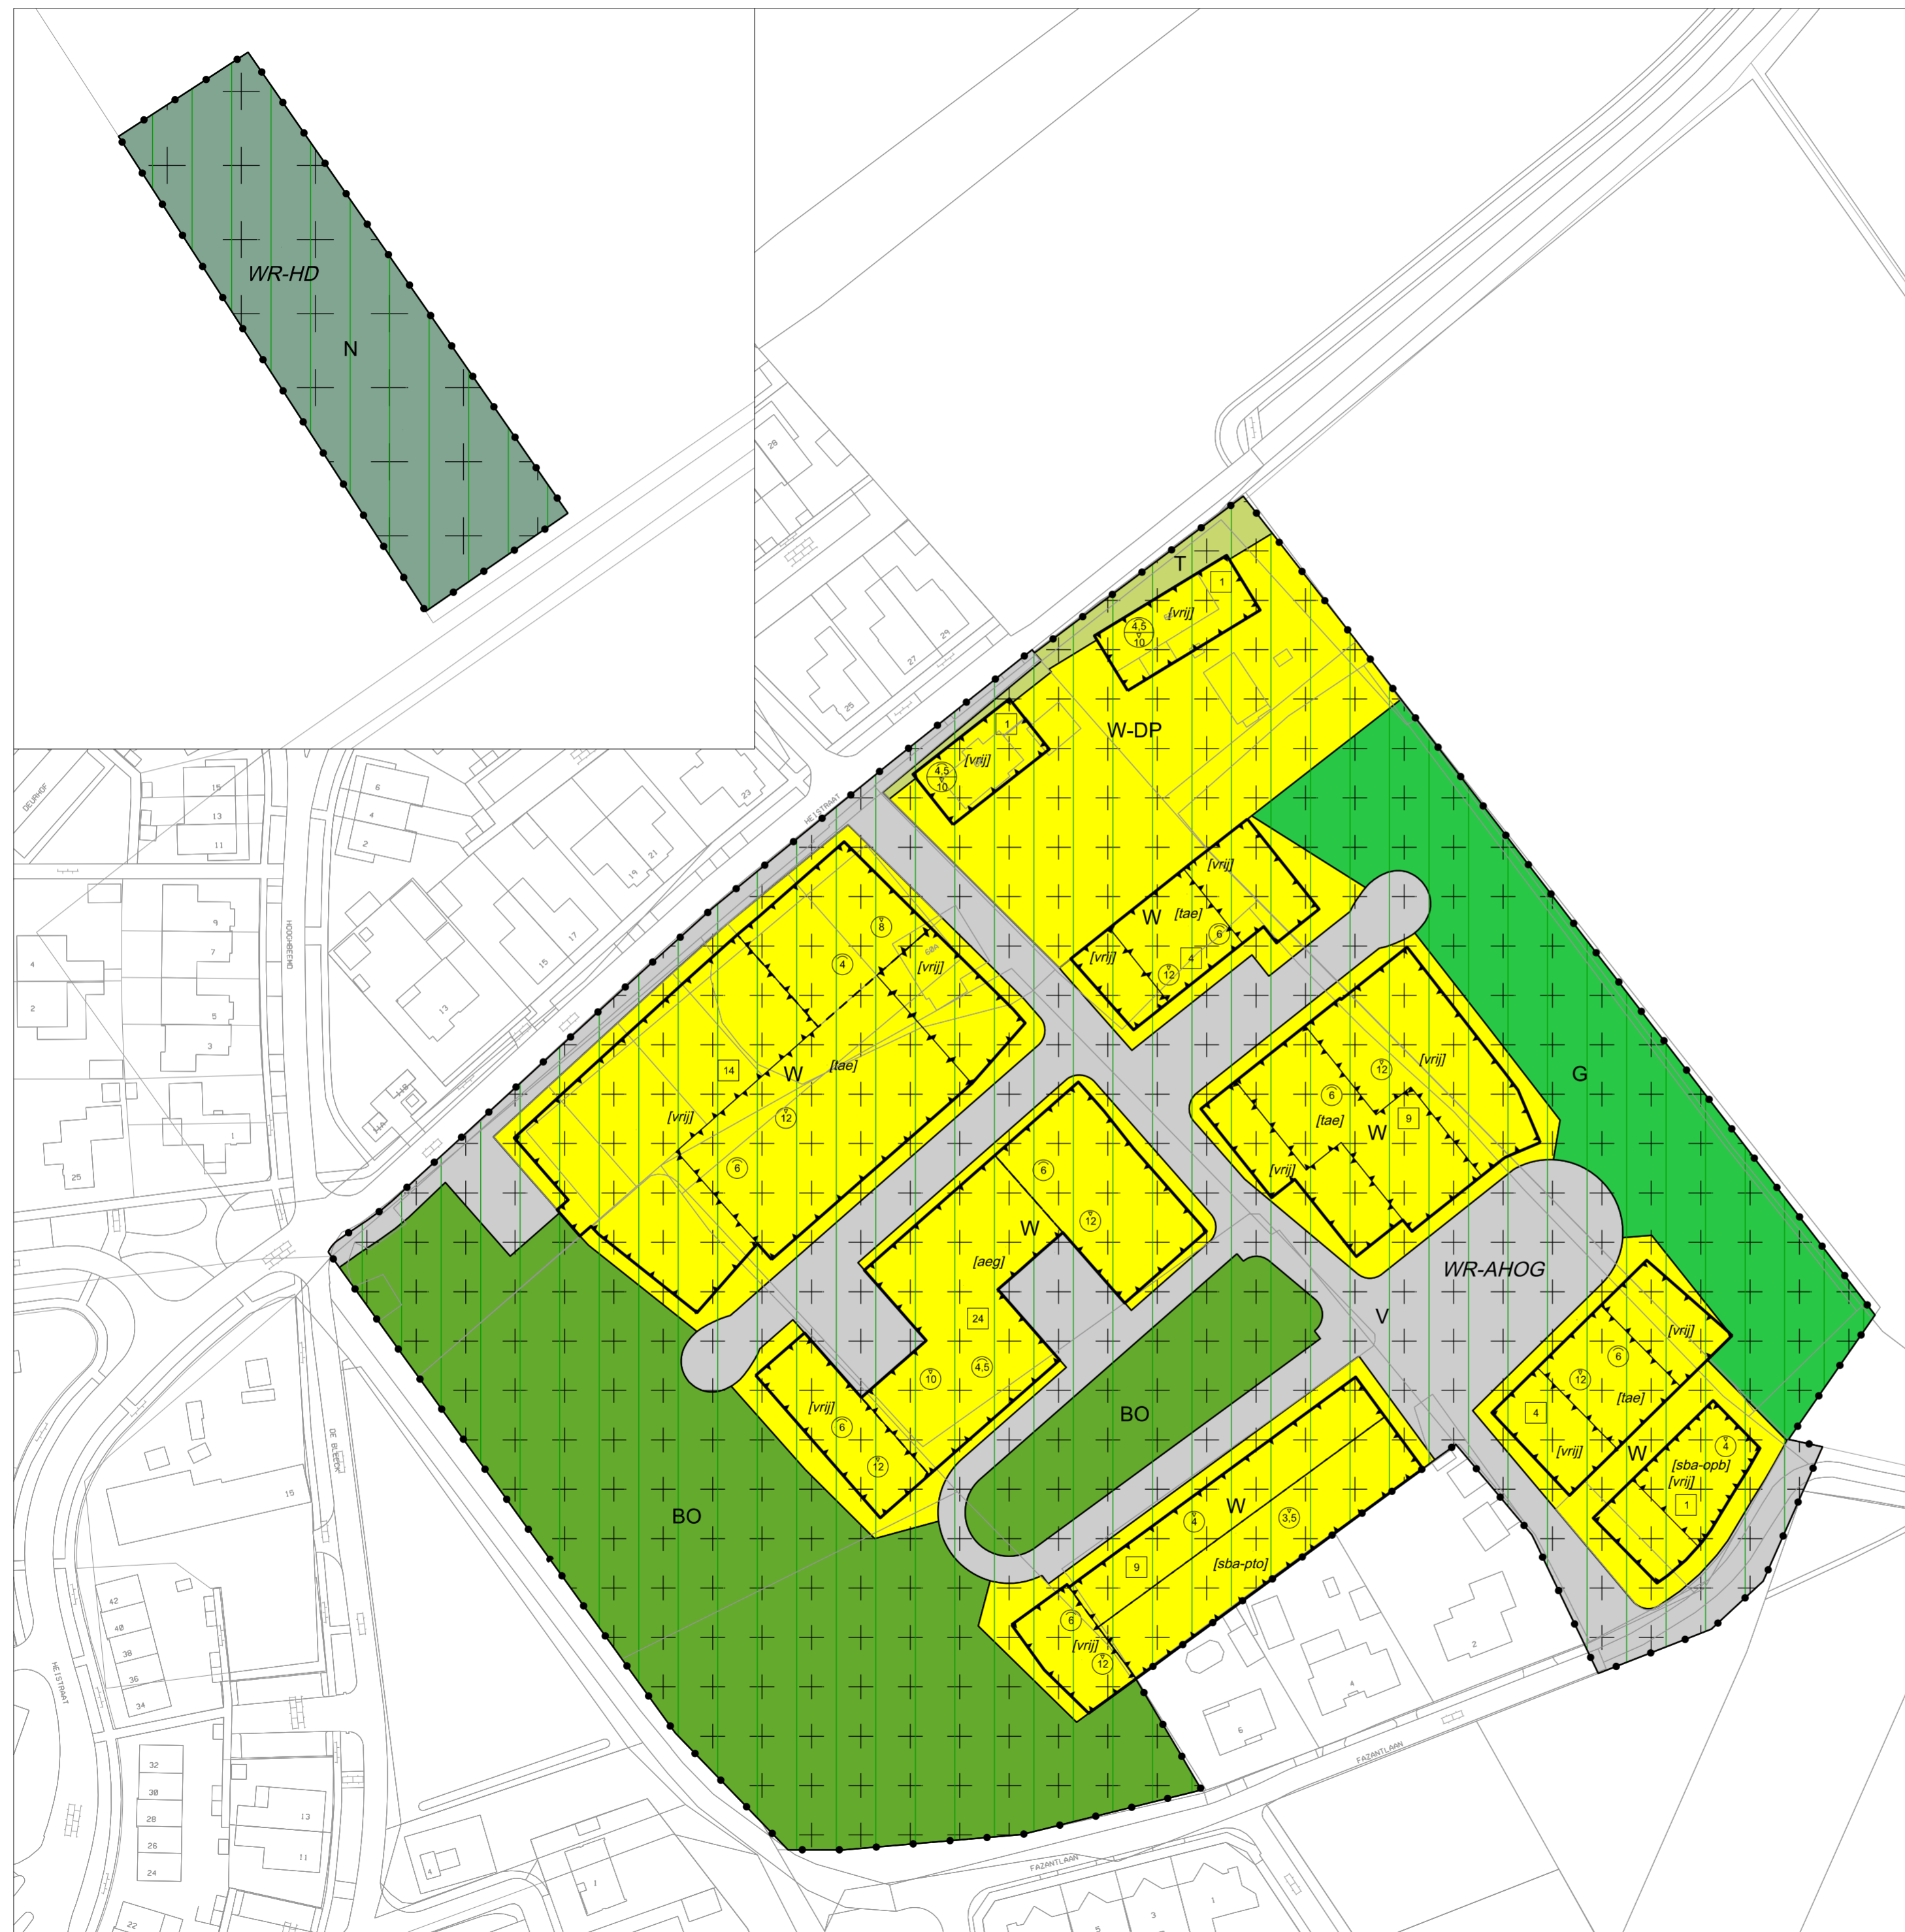 WR-HD
N
28
29
27
25
T
1
[vrij]
4,5
10
W-DP
1
[vrij]
4,5
10
DEURHOF
15
13
11
6
4
2
23
21
19
17
15
13
HEISTRAAT
HOOGHEEMD
9
7
5
3
1
4
2
25
11B
11A
8
4
60A
[vrij]
14
W
[tae]
[vrij]
12
6
[vrij]
W
[tae]
6
[vrij]
4
12
12
[vrij]
6
[tae]
9
W
[vrij]
G
6
12
W
[aeg]
24
10
4,5
[vrij]
6
12
WR-AHOG
V
BO
BO
[vrij]
6
12
[tae]
4
[vrij]
W
4
[sba-opb]
[vrij]
1
W
4
3,5
9
[sba-pto]
6
[vrij]
12
DE BLEECK
15
42
40
38
36
34
HEISTRAAT
32
30
28
26
24
22
13
11
4
1
2
4
6
FAZANTLAAN
FAZANTLAAN
5
3
1